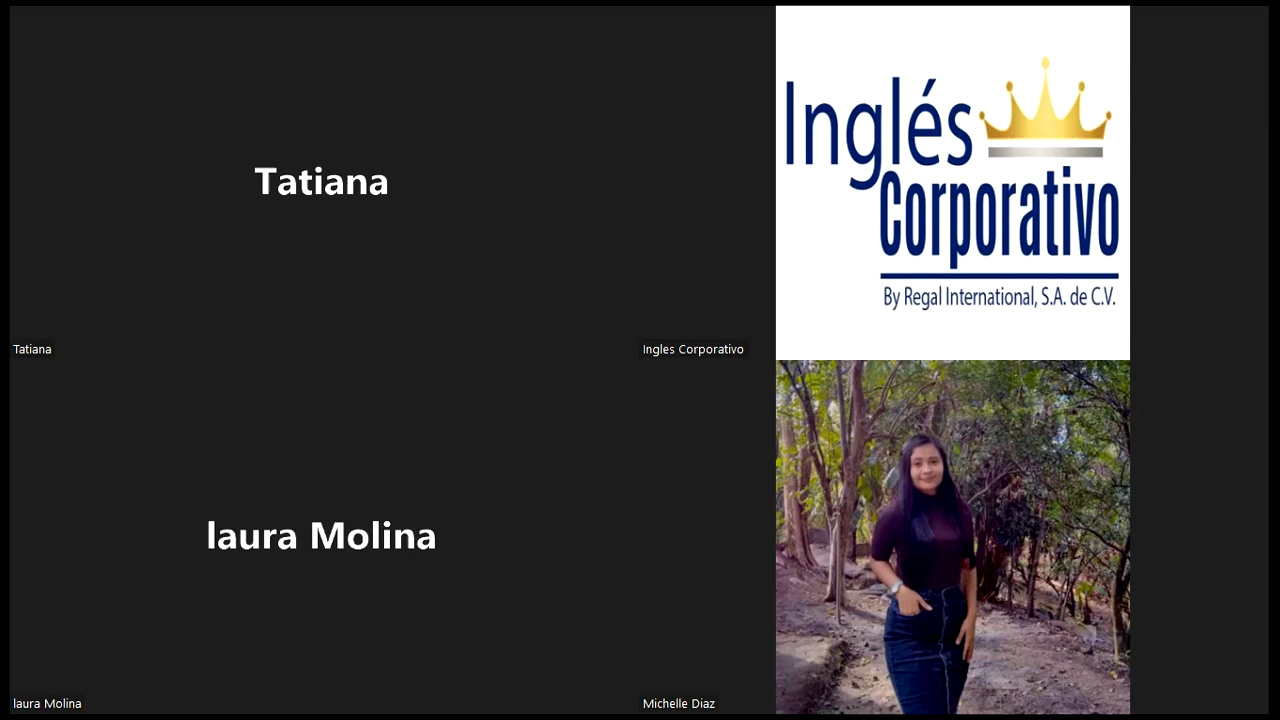 Tatiana
Tatiana
Inglés
Corporativo
By Regal International, S.A. de C.V.
Ingles Corporativo
laura Molina
laura Molina
Michelle Diaz